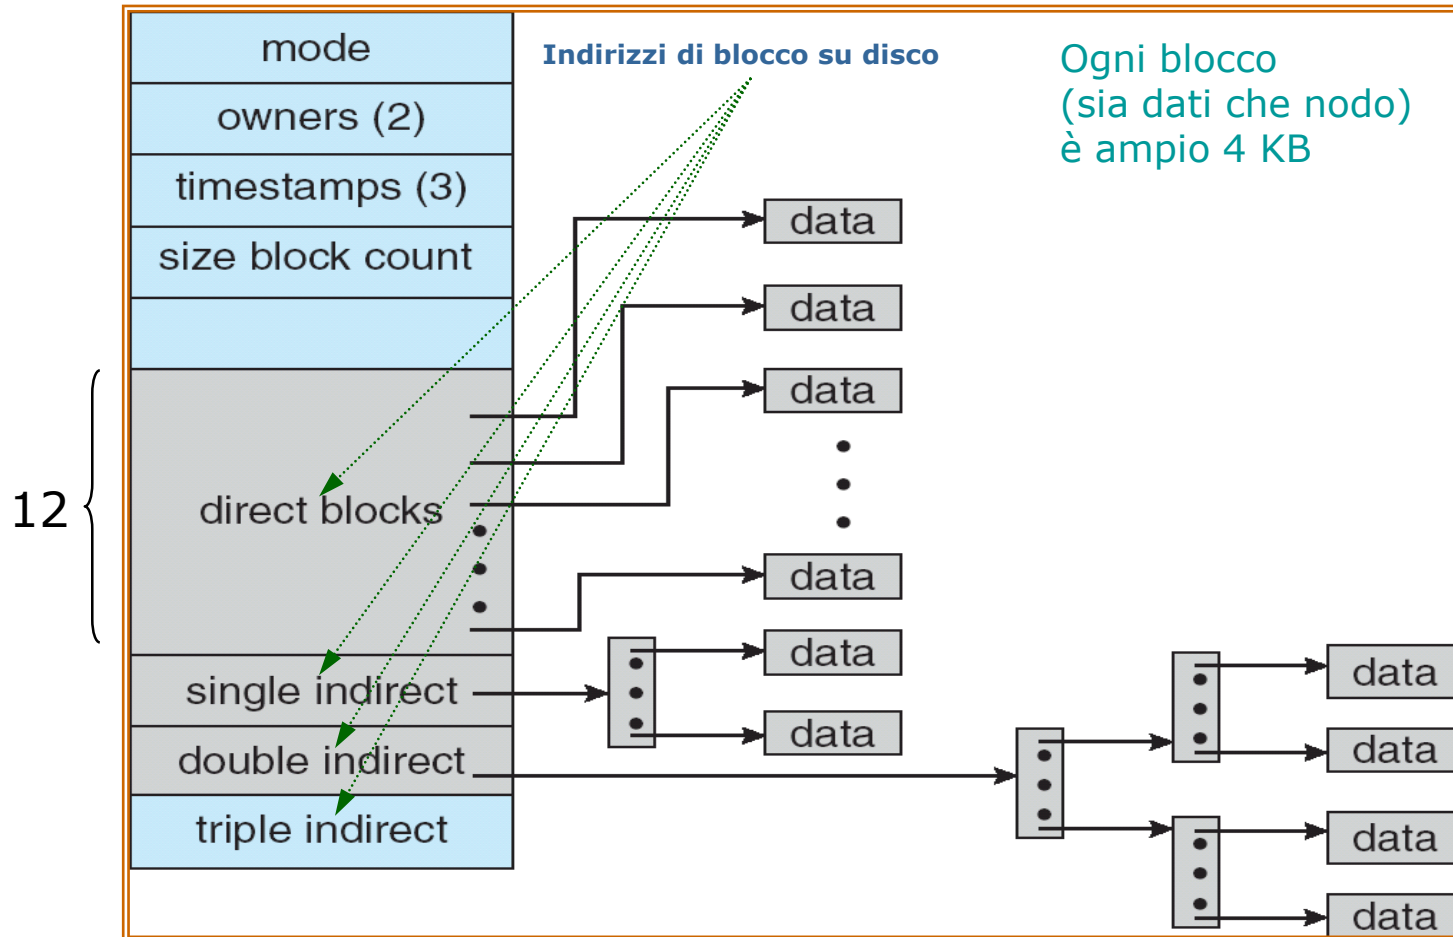 mode
owners (2)
timestamps (3)
size block count
12
direct blocks
single indirect
double indirect
triple indirect
Indirizzi di blocco su disco
Ogni blocco
(sia dati che nodo)
è ampio 4 KB
data
data
data
data
data
data
data
data
data
data